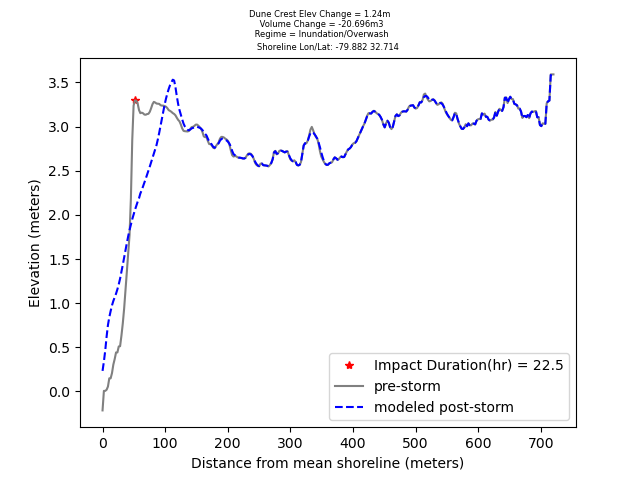 Dune Crest Elev Change = 1.24m
Volume Change = -20.696m3
Regime = Inundation/Overwash
Shoreline Lon/Lat: -79.882 32.714
3.5
3.0
2.5
2.0
1.5
1.0
0.5
0.0
Elevation (meters)
Impact Duration(hr) = 22.5
pre-storm
modeled post-storm
0 100 200 300 400 500 600 700
Distance from mean shoreline (meters)